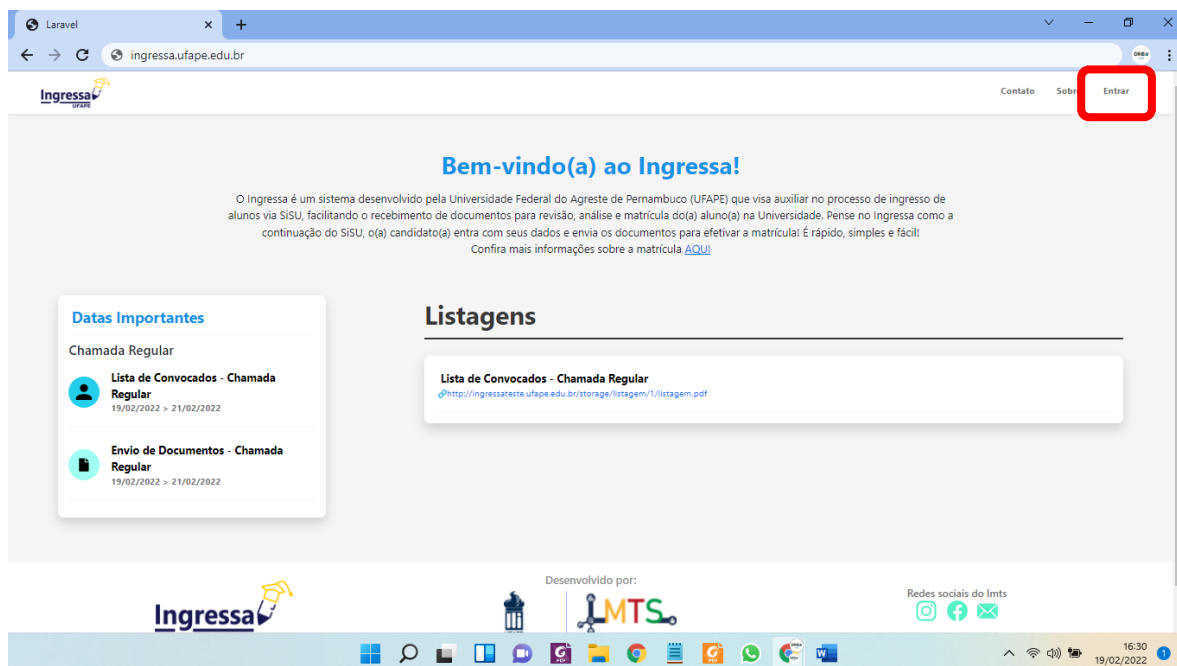 Laravel
ingressa.ufape.edu.br
Ingressa
UFAPE
Contato Sobre Entrar
Bem-vindo(a) ao Ingressa!
O Ingressa é um sistema desenvolvido pela Universidade Federal do Agreste de Pernambuco (UFAPE) que visa auxiliar no processo de ingresso de
alunos via SiSU, facilitando o recebimento de documentos para revisão, análise e matrícula do(a) aluno(a) na Universidade. Pense no Ingressa como a
continuação do SiSU, o(a) candidato(a) entra com seus dados e envia os documentos para efetivar a matrícula! É rápido, simples e fácil!
Confira mais informações sobre a matrícula AQUI
Datas Importantes
Chamada Regular
Lista de Convocados - Chamada
Regular
19/02/2022 > 21/02/2022
Envio de Documentos - Chamada
Regular
19/02/2022 > 21/02/2022
Listagens
Lista de Convocados - Chamada Regular
http://ingressateste.ufape.edu.br/storage/listagem/1/listagem.pdf
Ingressa
Desenvolvido por:
LMTS
Redes sociais do lmts
16:30
19/02/2022
1